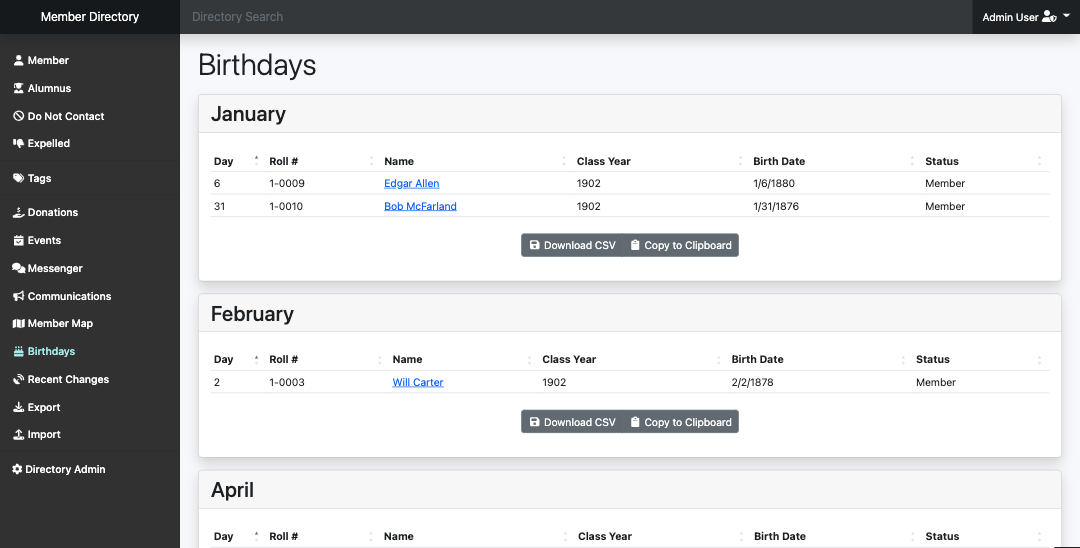 Member Directory
Directory Search
Admin User
Member
Alumnus
Do Not Contact
Expelled
Tags
Donations
Events
Messenger
Communications
Member Map
Birthdays
Recent Changes
Export
Import
Directory Admin
Birthdays
January
Day Roll # Name Class Year Birth Date Status
6 1-0009 Edgar Allen 1902 1/6/1880 Member
31 1-0010 Bob McFarland 1902 1/31/1876 Member
Download CSV Copy to Clipboard
February
Day Roll # Name Class Year Birth Date Status
2 1-0003 Will Carter 1902 2/2/1878 Member
Download CSV Copy to Clipboard
April
Day Roll # Name Class Year Birth Date Status